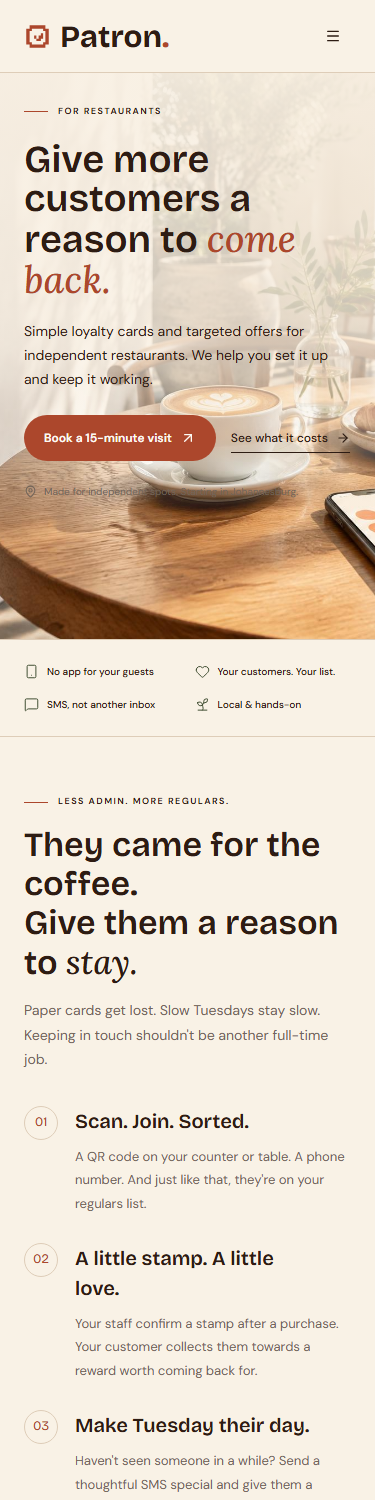 Patron.
FOR RESTAURANTS
Give more
customers a
reason to come
back.
Simple loyalty cards and targeted offers for
independent restaurants. We help you set it up
and keep it working.
Book a 15-minute visit
See what it costs
Made for independent
No app for your guests
Your customers. Your list.
SMS, not another inbox
Local & hands-on
LESS ADMIN. MORE REGULARS.
They came for the
coffee.
Give them a reason
to stay.
Paper cards get lost. Slow Tuesdays stay slow.
Keeping in touch shouldn't be another full-time
job.
01
Scan. Join. Sorted.
A QR code on your counter or table. A phone
number. And just like that, they're on your
regulars list.
02
A little stamp. A little
love.
Your staff confirm a stamp after a purchase.
Your customer collects them towards a
reward worth coming back for.
03
Make Tuesday their day.
Haven't seen someone in a while? Send a
thoughtful SMS special and give them a